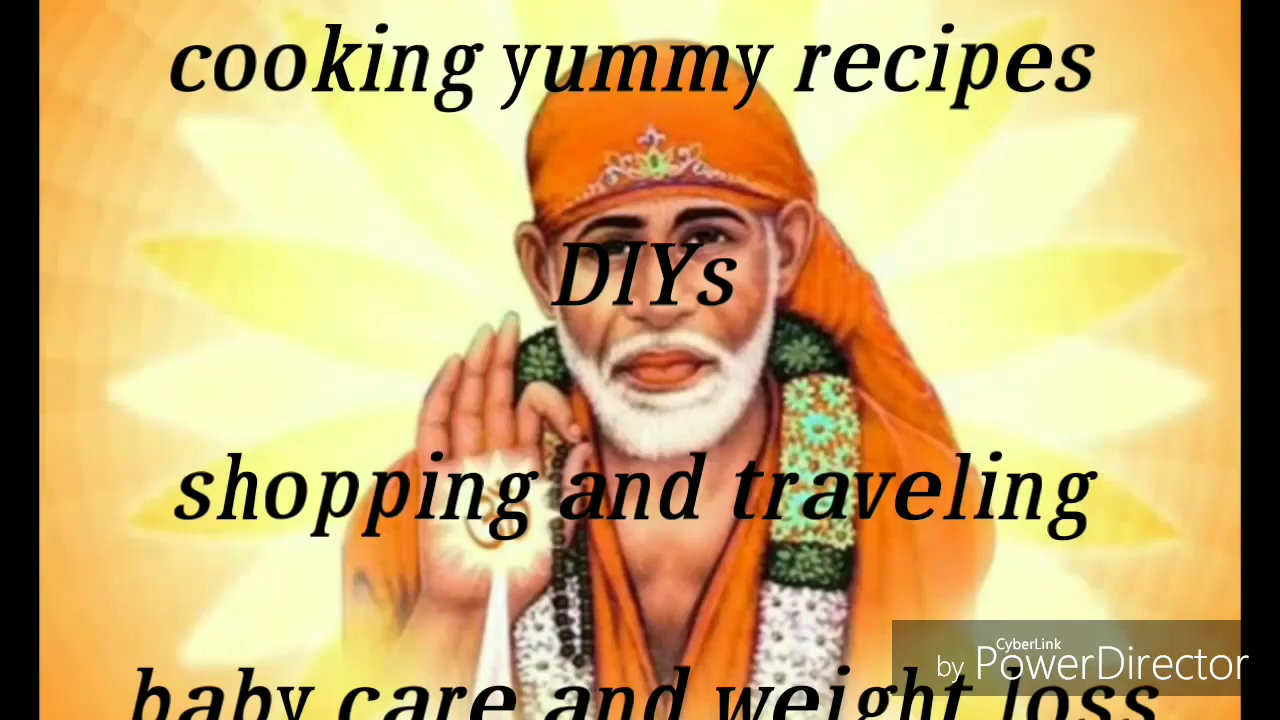 cooking yummy recipes
DIYs
shopping and traveling
CyberLink
by PowerDirector
baby care and weight loss